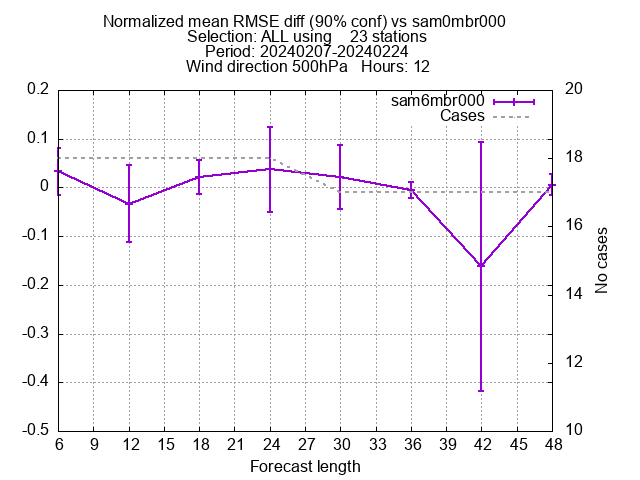 Normalized mean RMSE diff (90% conf) vs sam0mbr000
Selection: ALL using    23 stations
Period: 20240207-20240224
Wind direction 500hPa   Hours: 12
sam6mbr000
Cases
0.2
0.1
0
-0.1
-0.2
-0.3
-0.4
-0.5
20
18
16
14
12
10
No cases
6 9 12 15 18 21 24 27 30 33 36 39 42 45 48
Forecast length